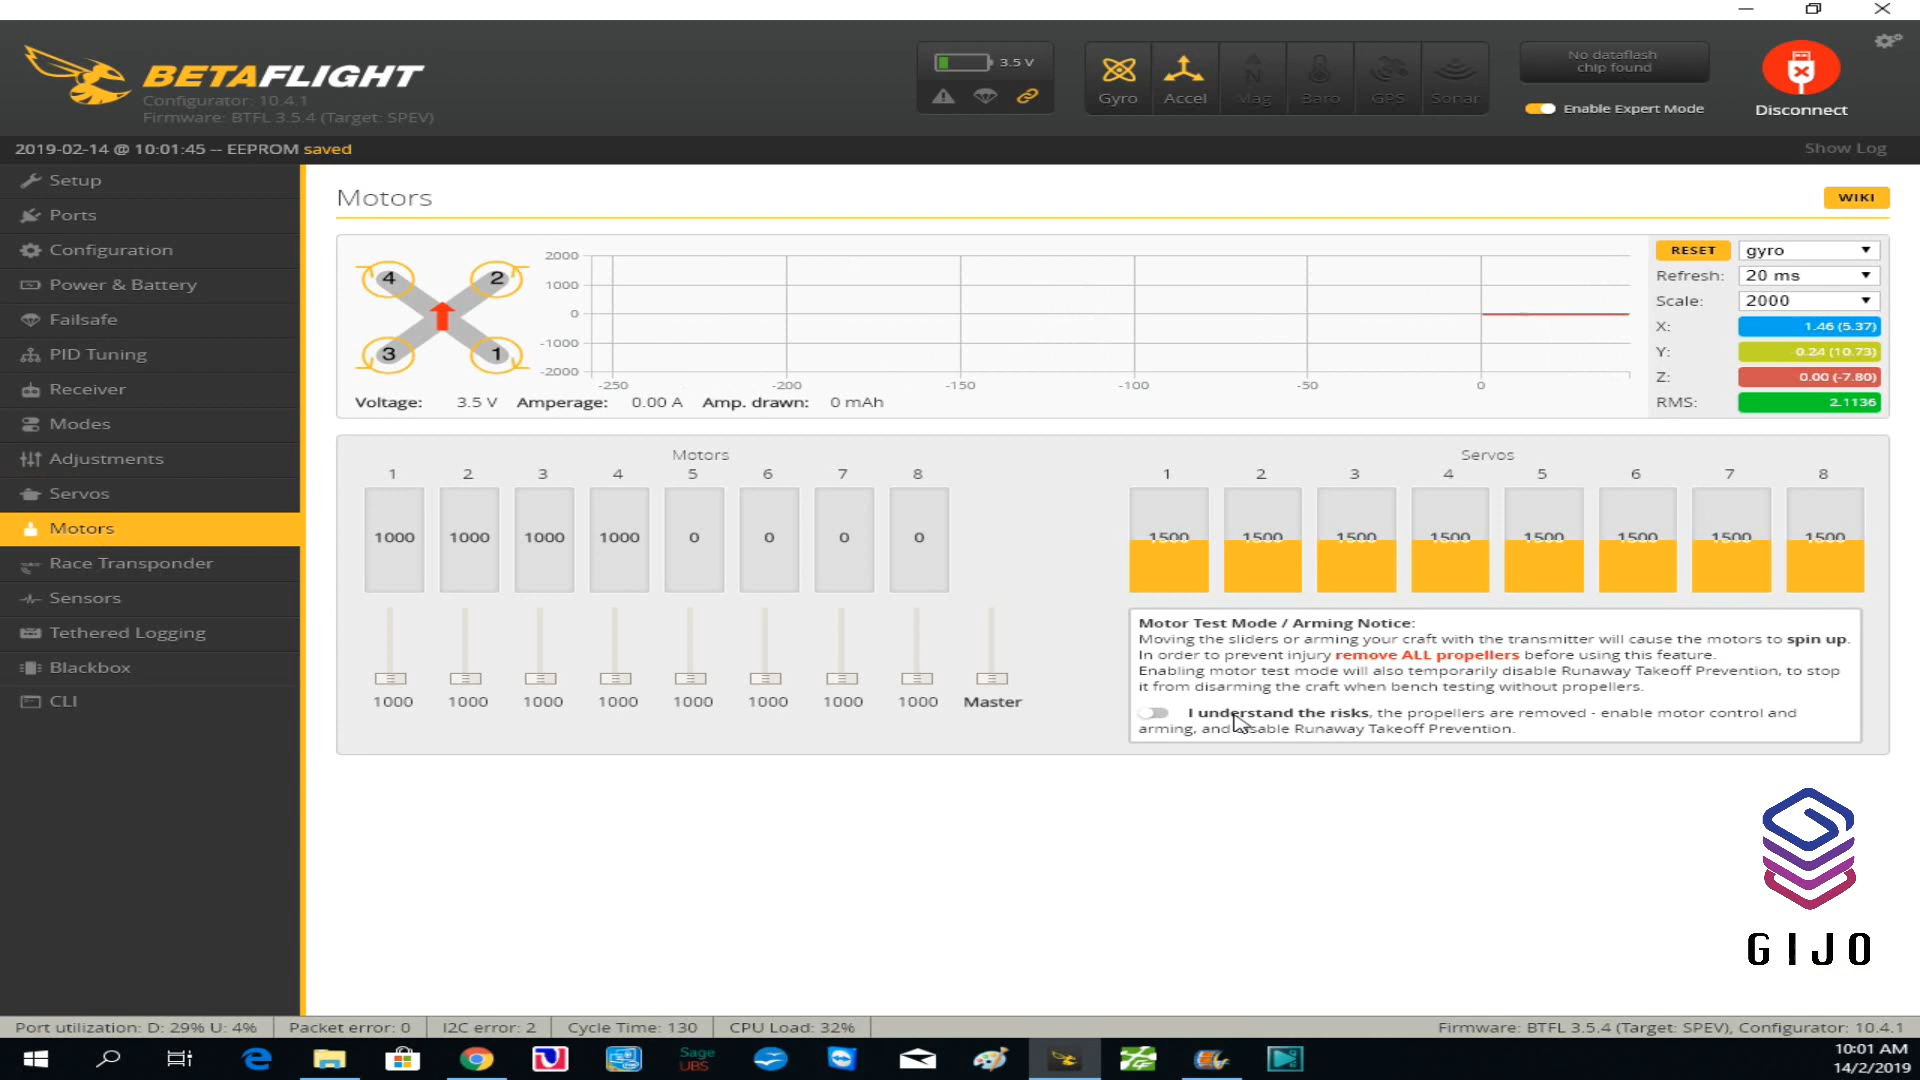 BETAFLIGHT
Configurator: 10.4.1
Firmware: BTFL 3.5.4 (Target: SPEV)
3.5 V
Gyro
Accel
Mag
Baro
GPS
Sonar
No dataflash
chip found
Enable Expert Mode
Disconnect
2019-02-14 @ 10:01:45 -- EEPROM saved
Show Log
Setup
Ports
Configuration
Power & Battery
Failsafe
PID Tuning
Receiver
Modes
Adjustments
Servos
Motors
Race Transponder
Sensors
Tethered Logging
Blackbox
CLI
Motors
WIKI
4 2
3 1
2000
1000
0
-1000
-2000
-250 -200 -150 -100 -50 0
Voltage: 3.5 V Amperage: 0.00 A Amp. drawn: 0 mAh
RESET gyro
Refresh: 20 ms
Scale: 2000
X: 1.46 (5.37)
Y: 0.24 (10.73)
Z: 0.00 (-7.80)
RMS: 2.1136
Motors
1 2 3 4 5 6 7 8
1000 1000 1000 1000 0 0 0 0
1000 1000 1000 1000 1000 1000 1000 1000 Master
Servos
1 2 3 4 5 6 7 8
1500 1500 1500 1500 1500 1500 1500 1500
Motor Test Mode / Arming Notice:
Moving the sliders or arming your craft with the transmitter will cause the motors to spin up.
In order to prevent injury remove ALL propellers before using this feature.
Enabling motor test mode will also temporarily disable Runaway Takeoff Prevention, to stop
it from disarming the craft when bench testing without propellers.
I understand the risks, the propellers are removed - enable motor control and
arming, and disable Runaway Takeoff Prevention.
GIJO
Port utilization: D: 29% U: 4% Packet error: 0 I2C error: 2 Cycle Time: 130 CPU Load: 32%
Firmware: BTFL 3.5.4 (Target: SPEV), Configurator: 10.4.1
Sage
UBS
10:01 AM
14/2/2019